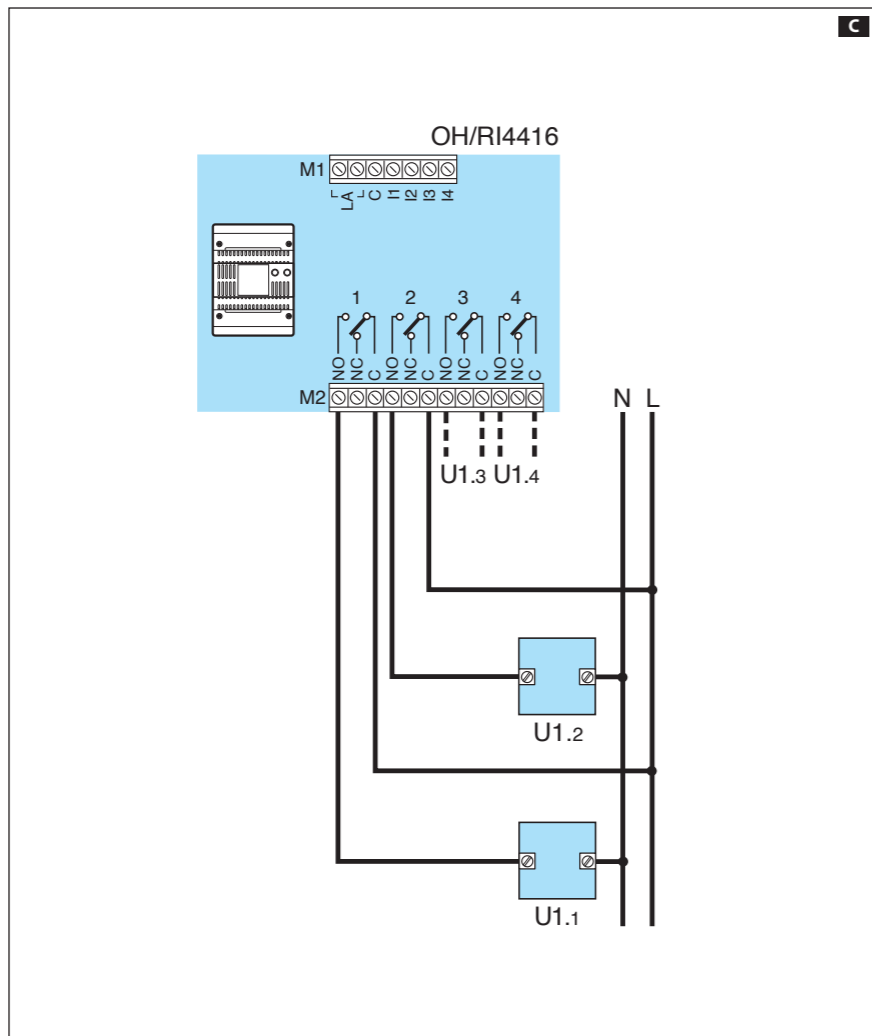 C
OH/RI4416
M1
LA C I1 I2 I3 I4
1 2 3 4
NO NC C NO NC C NO NC C NO NC C
M2
N L
U1.3 U1.4
U1.2
U1.1